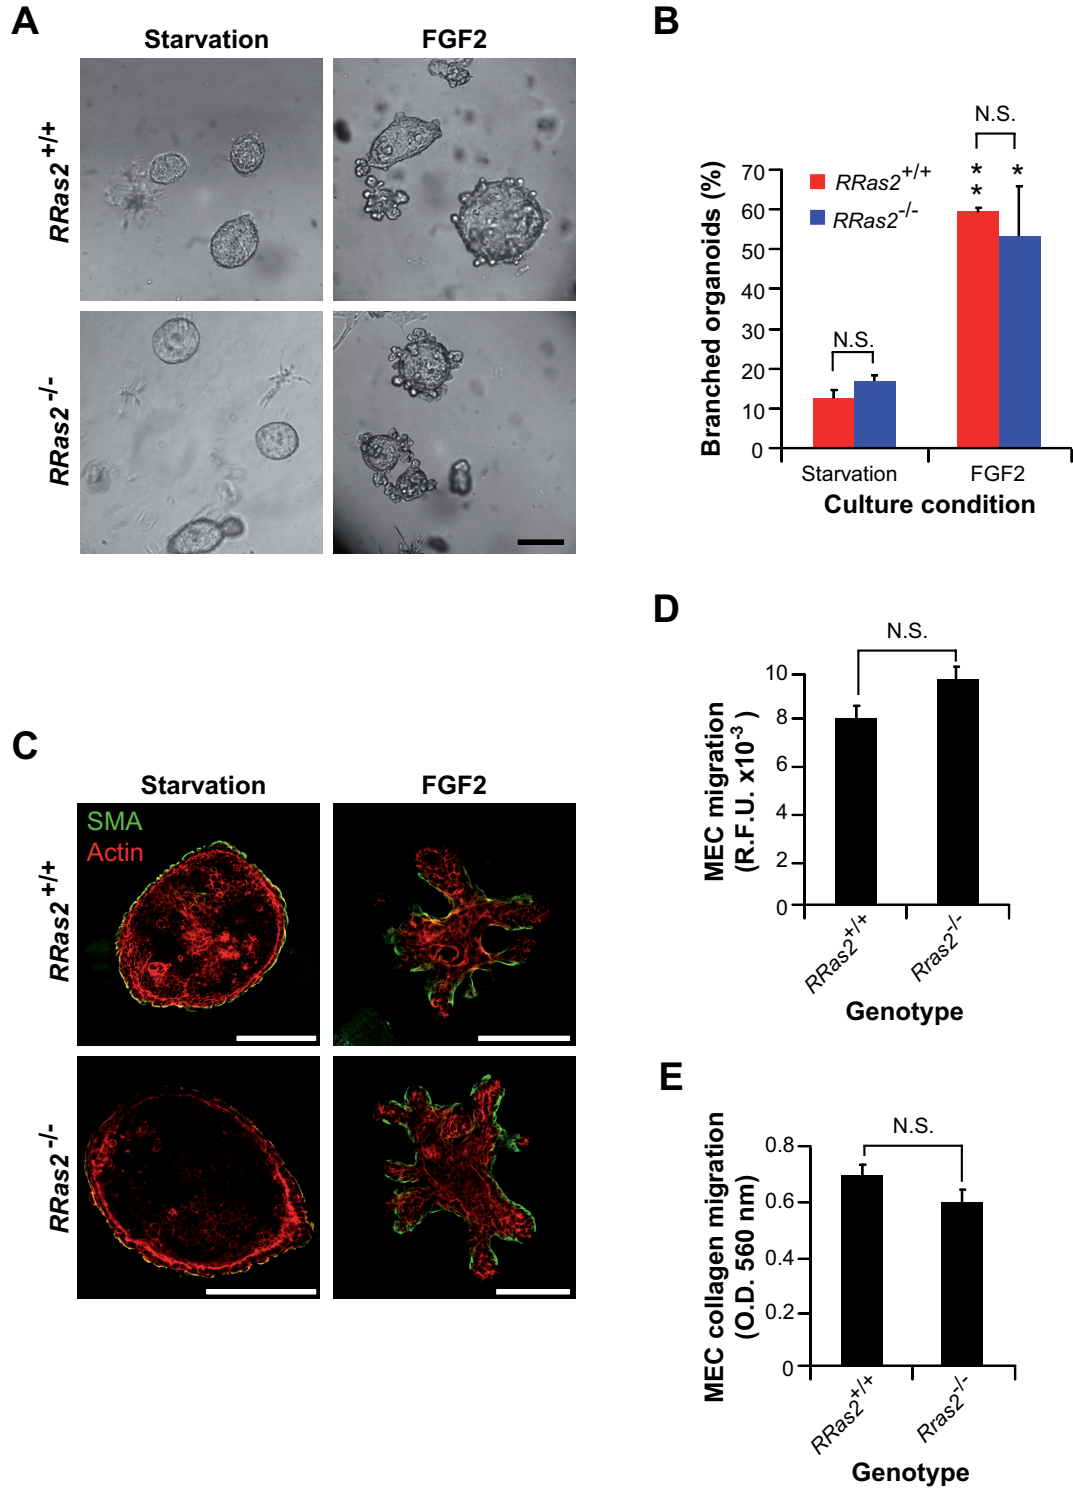 A
Starvation
FGF2
RRas2+/+
RRas2-/-
B
Branched organoids (%)
70
60
50
40
30
20
10
0
RRas2+/+
RRas2-/-
N.S.
N.S.
*
*
*
Starvation
FGF2
Culture condition
C
Starvation
FGF2
SMA
Actin
RRas2+/+
RRas2-/-
D
MEC migration
(R.F.U. x10-3)
10
8
6
4
2
0
N.S.
RRas2+/+
Rras2-/-
Genotype
E
MEC collagen migration
(O.D. 560 nm)
0.8
0.6
0.4
0.2
0
N.S.
RRas2+/+
Rras2-/-
Genotype